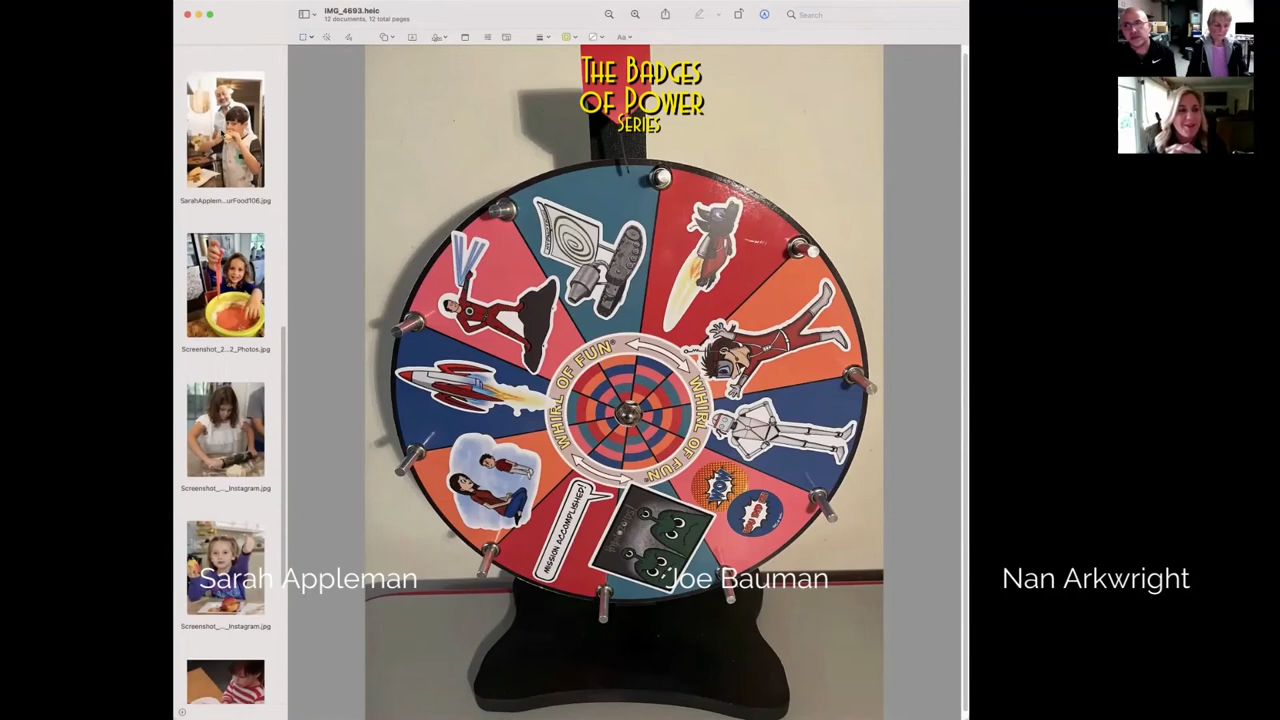 IMG_4693.heic
12 documents, 12 total pages
Search
Aa
SarahApplem...urFood106.jpg
Screenshot_2...2_Photos.jpg
Screenshot_..._Instagram.jpg
Screenshot_..._Instagram.jpg
THE BADGES
OF POWER
SERIES
WHIRL OF FUN
WHIRL OF FUN
WOW
MISSION ACCOMPLISHED!
Sarah Appleman
Joe Bauman
Nan Arkwright